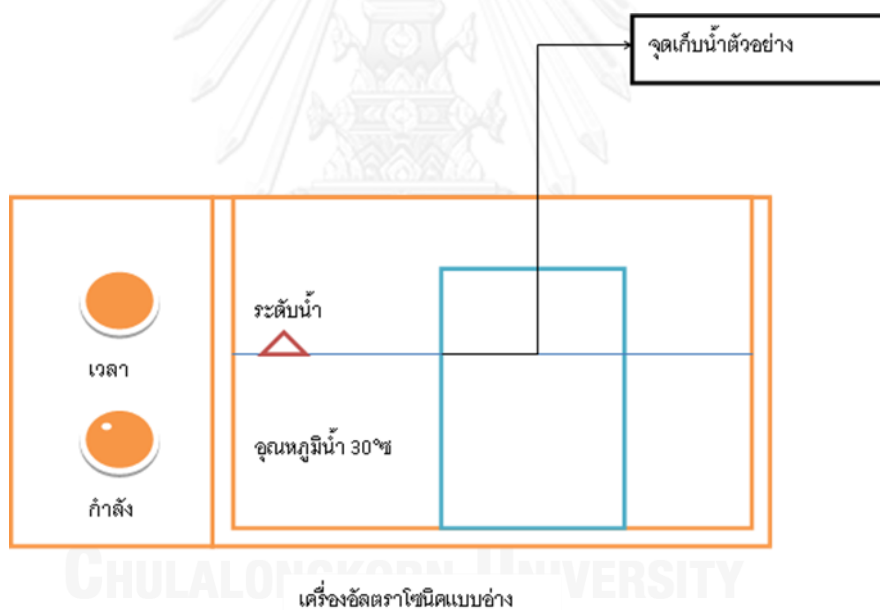 จุดเก็บน้ำตัวอย่าง
ระดับน้ำ
เวลา
อุณหภูมิน้ำ 30°ซ
กำลัง
CHULALONGKORN UNIVERSITY
เครื่องอัลตราโซนิคแบบอ่าง